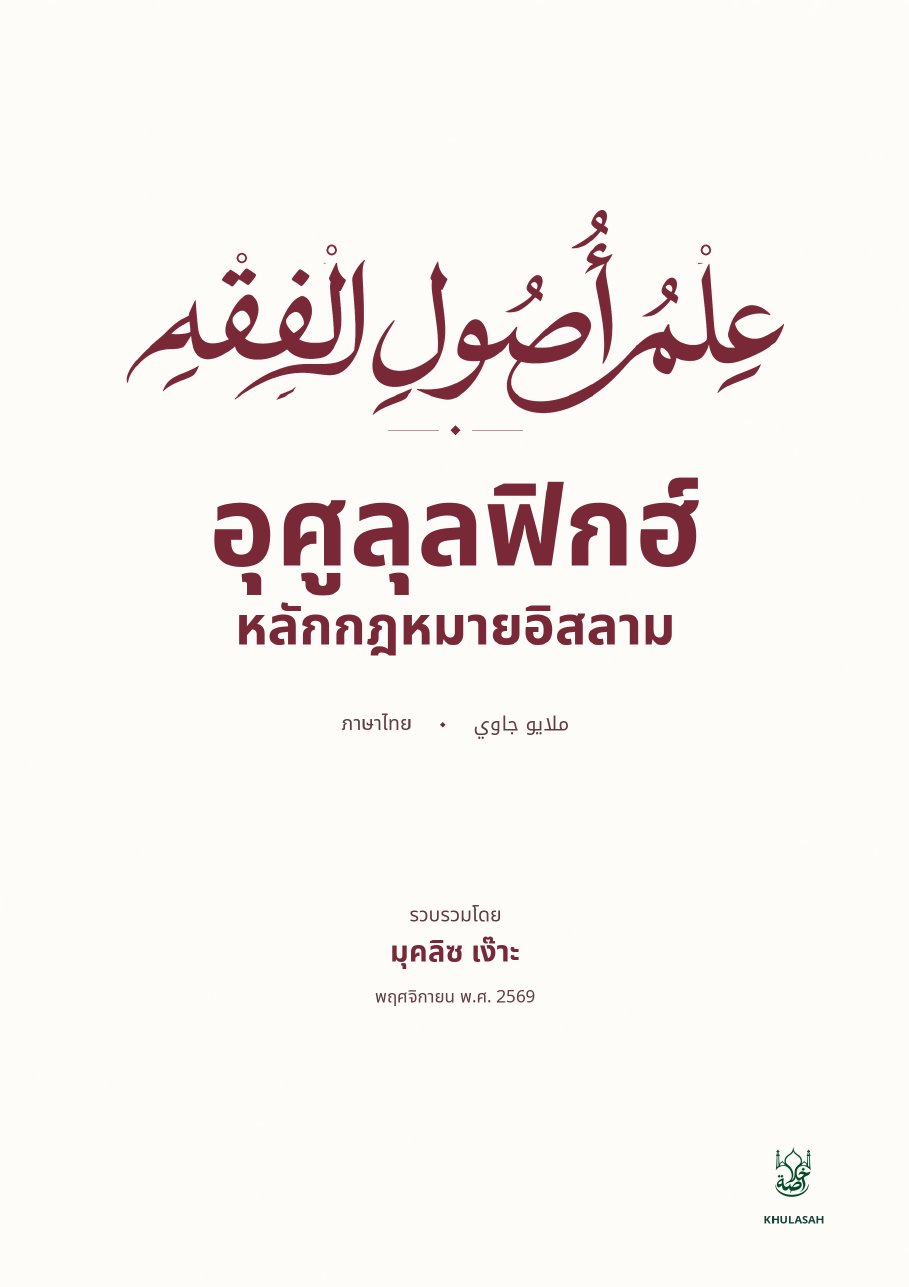 عِلْمُ أُصُولِ الْفِقْهِ
อุศูลุลฟิกฮ์
หลักกฎหมายอิสลาม
ภาษาไทย ◆ ملايو جاوي
รวบรวมโดย
มุคลิซ เง๊าะ
พฤศจิกายน พ.ศ. 2569
خلاصة
KHULASAH